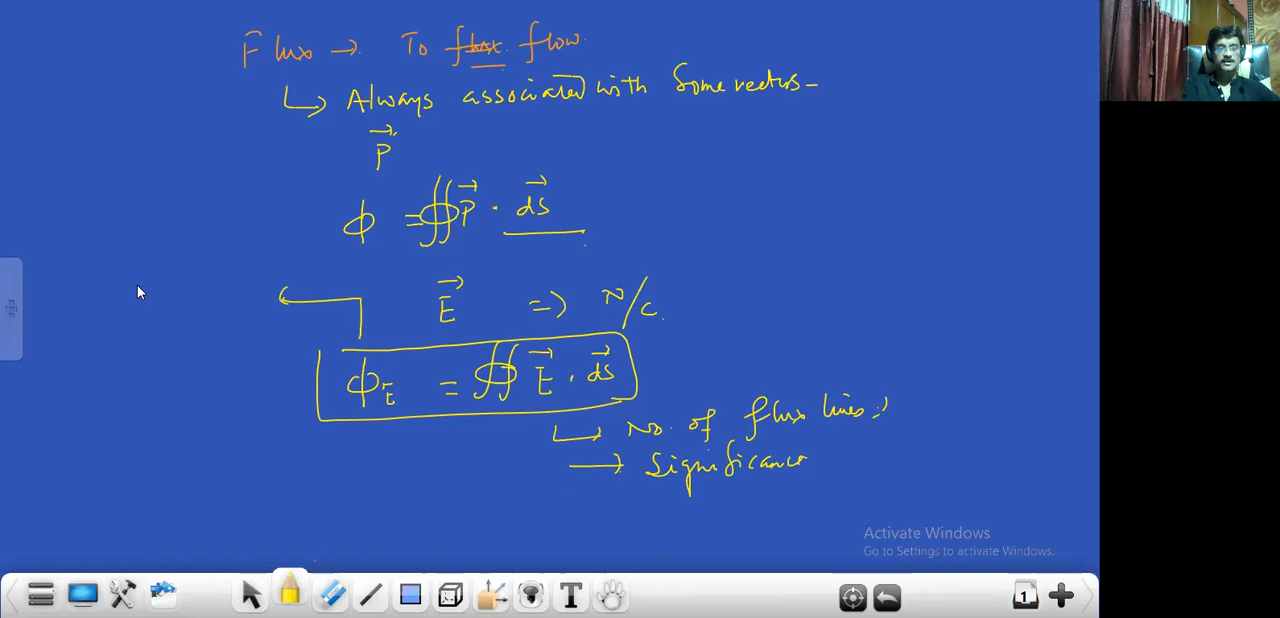 Flux → To flux flow.
↳ Always associated with Some vectors -
P⃗
ϕ = ∯ P⃗ · ds⃗
E⃗ => N/C.
ϕE = ∯ E⃗ · ds⃗
↳ No. of flux lines
→ Significance
Activate Windows
Go to Settings to activate Windows.
T 1